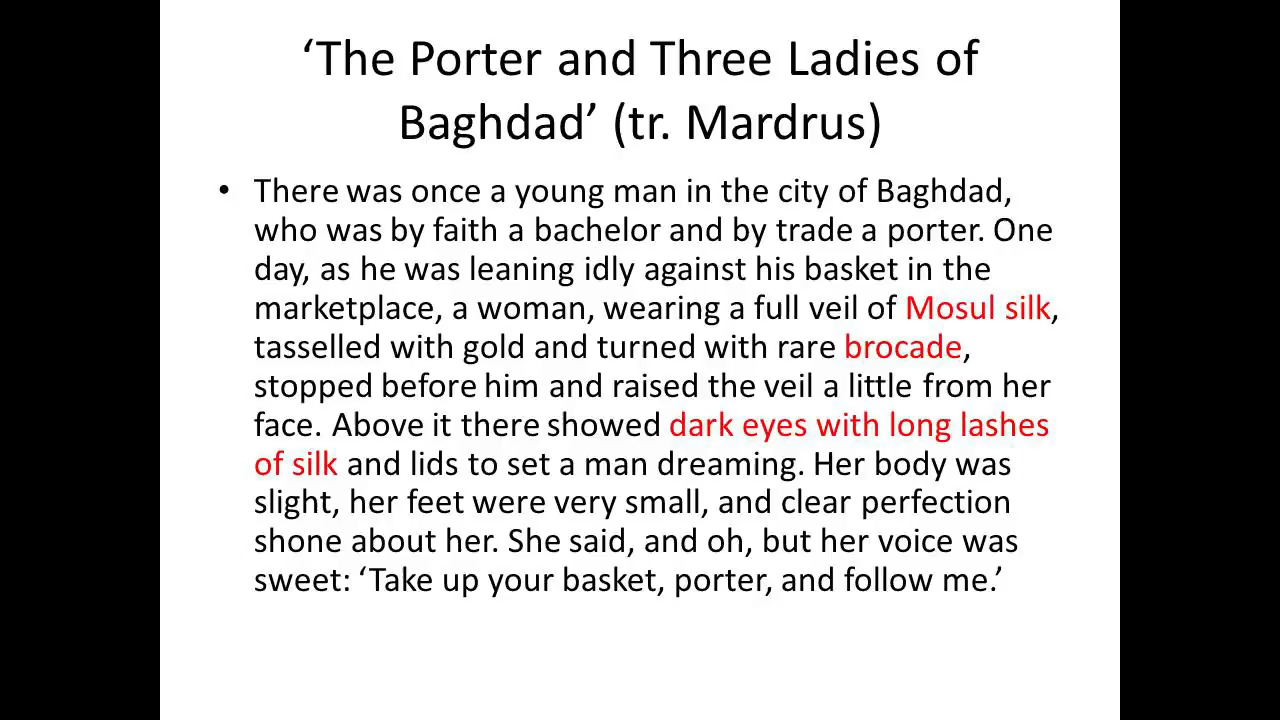 ‘The Porter and Three Ladies of
Baghdad’ (tr. Mardrus)
• There was once a young man in the city of Baghdad,
who was by faith a bachelor and by trade a porter. One
day, as he was leaning idly against his basket in the
marketplace, a woman, wearing a full veil of Mosul silk,
tasselled with gold and turned with rare brocade,
stopped before him and raised the veil a little from her
face. Above it there showed dark eyes with long lashes
of silk and lids to set a man dreaming. Her body was
slight, her feet were very small, and clear perfection
shone about her. She said, and oh, but her voice was
sweet: ‘Take up your basket, porter, and follow me.’